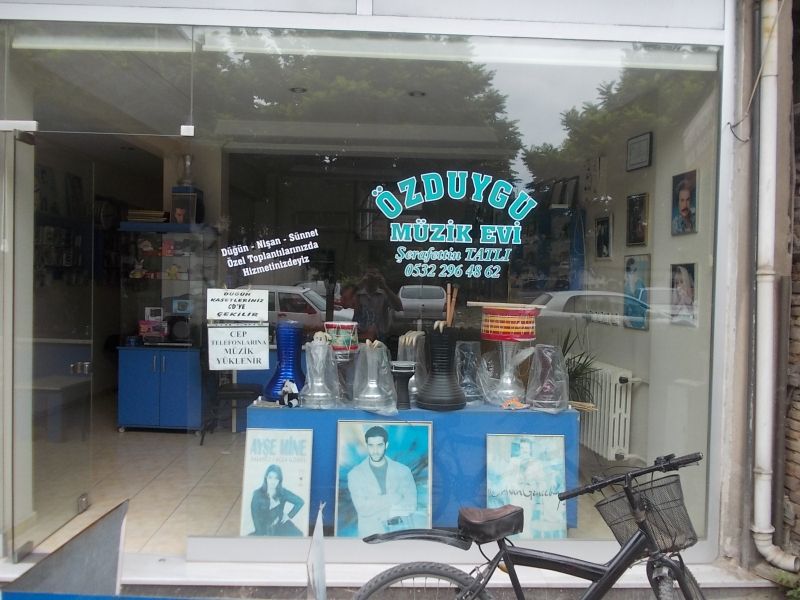 ÖZDUYGU
MÜZİK EVİ
Şerafettin TATLI
0532 296 48 62
Düğün - Nişan - Sünnet
Özel Toplantılarınızda
Hizmetinizdeyiz
DÜĞÜN
KASETLERİNİZ
CD'YE
ÇEKİLİR
CEP
TELEFONLARINA
MÜZİK
YÜKLENİR
AYŞE MİNE